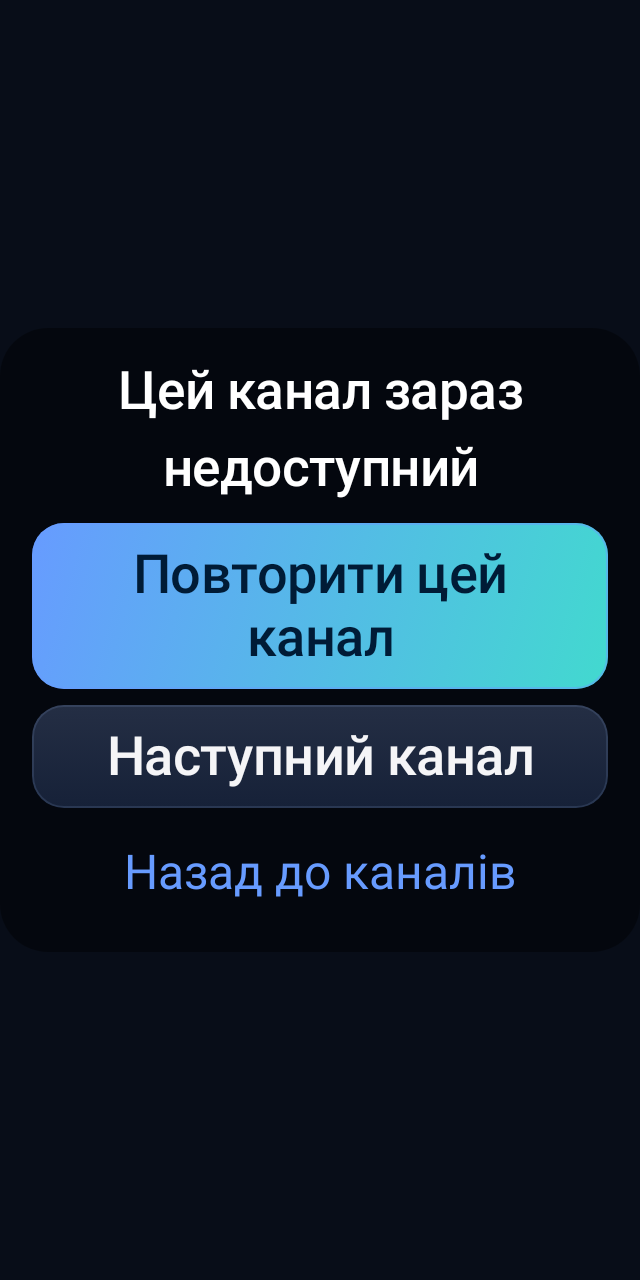 Цей канал зараз
недоступний
Повторити цей
канал
Наступний канал
Назад до каналів